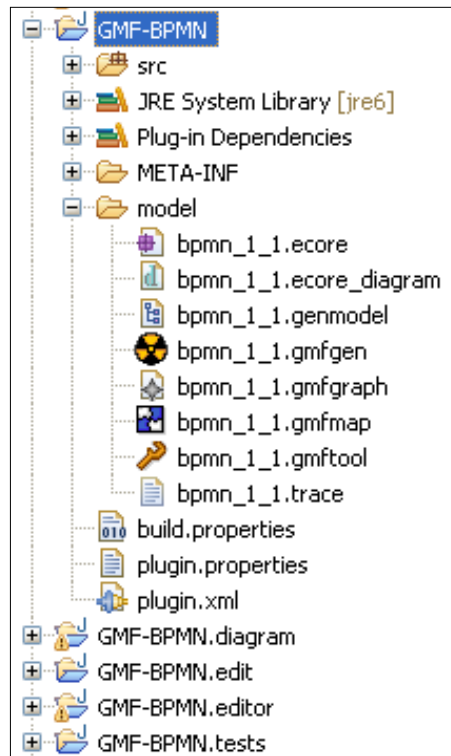 GMF-BPMN
src
JRE System Library [jre6]
Plug-in Dependencies
META-INF
model
bpmn_1_1.ecore
bpmn_1_1.ecore_diagram
bpmn_1_1.genmodel
bpmn_1_1.gmfgen
bpmn_1_1.gmfgraph
bpmn_1_1.gmfmap
bpmn_1_1.gmftool
bpmn_1_1.trace
build.properties
plugin.properties
plugin.xml
GMF-BPMN.diagram
GMF-BPMN.edit
GMF-BPMN.editor
GMF-BPMN.tests